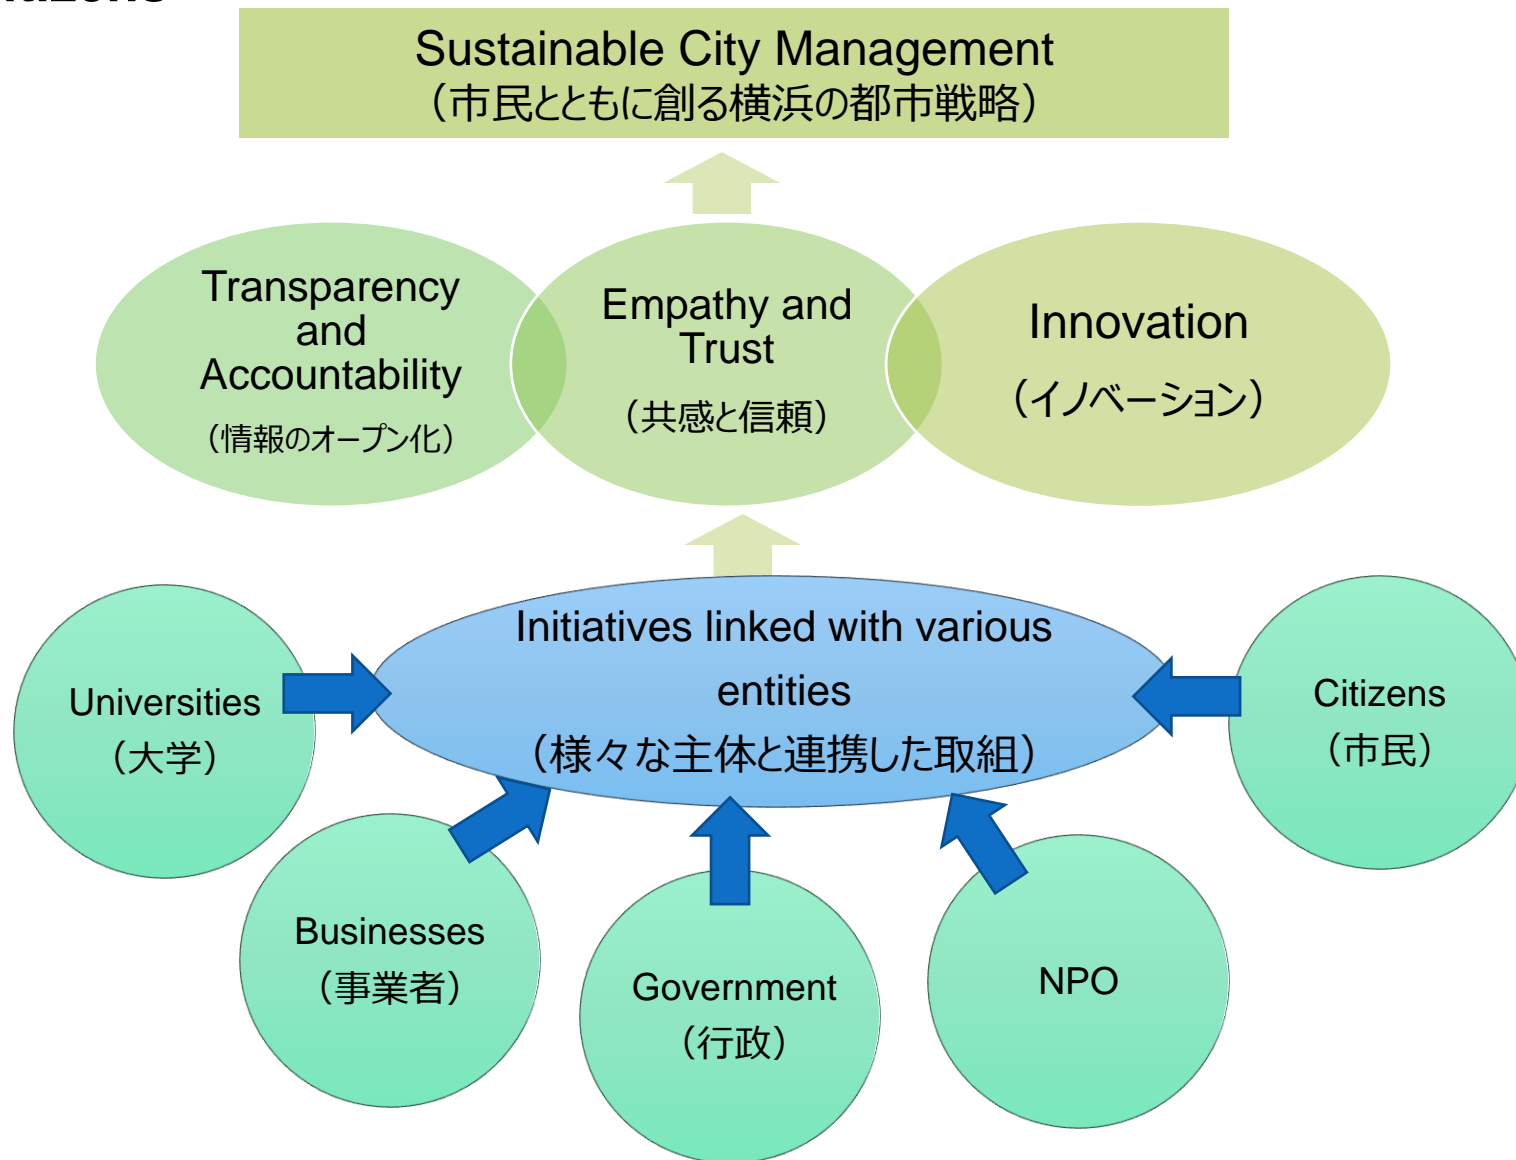 Sustainable City Management
（市民とともに創る横浜の都市戦略）
Transparency
and
Accountability
（情報のオープン化）
Empathy and
Trust
（共感と信頼）
Innovation
（イノベーション）
Initiatives linked with various
entities
（様々な主体と連携した取組）
Universities
（大学）
Citizens
（市民）
Businesses
（事業者）
Government
（行政）
NPO